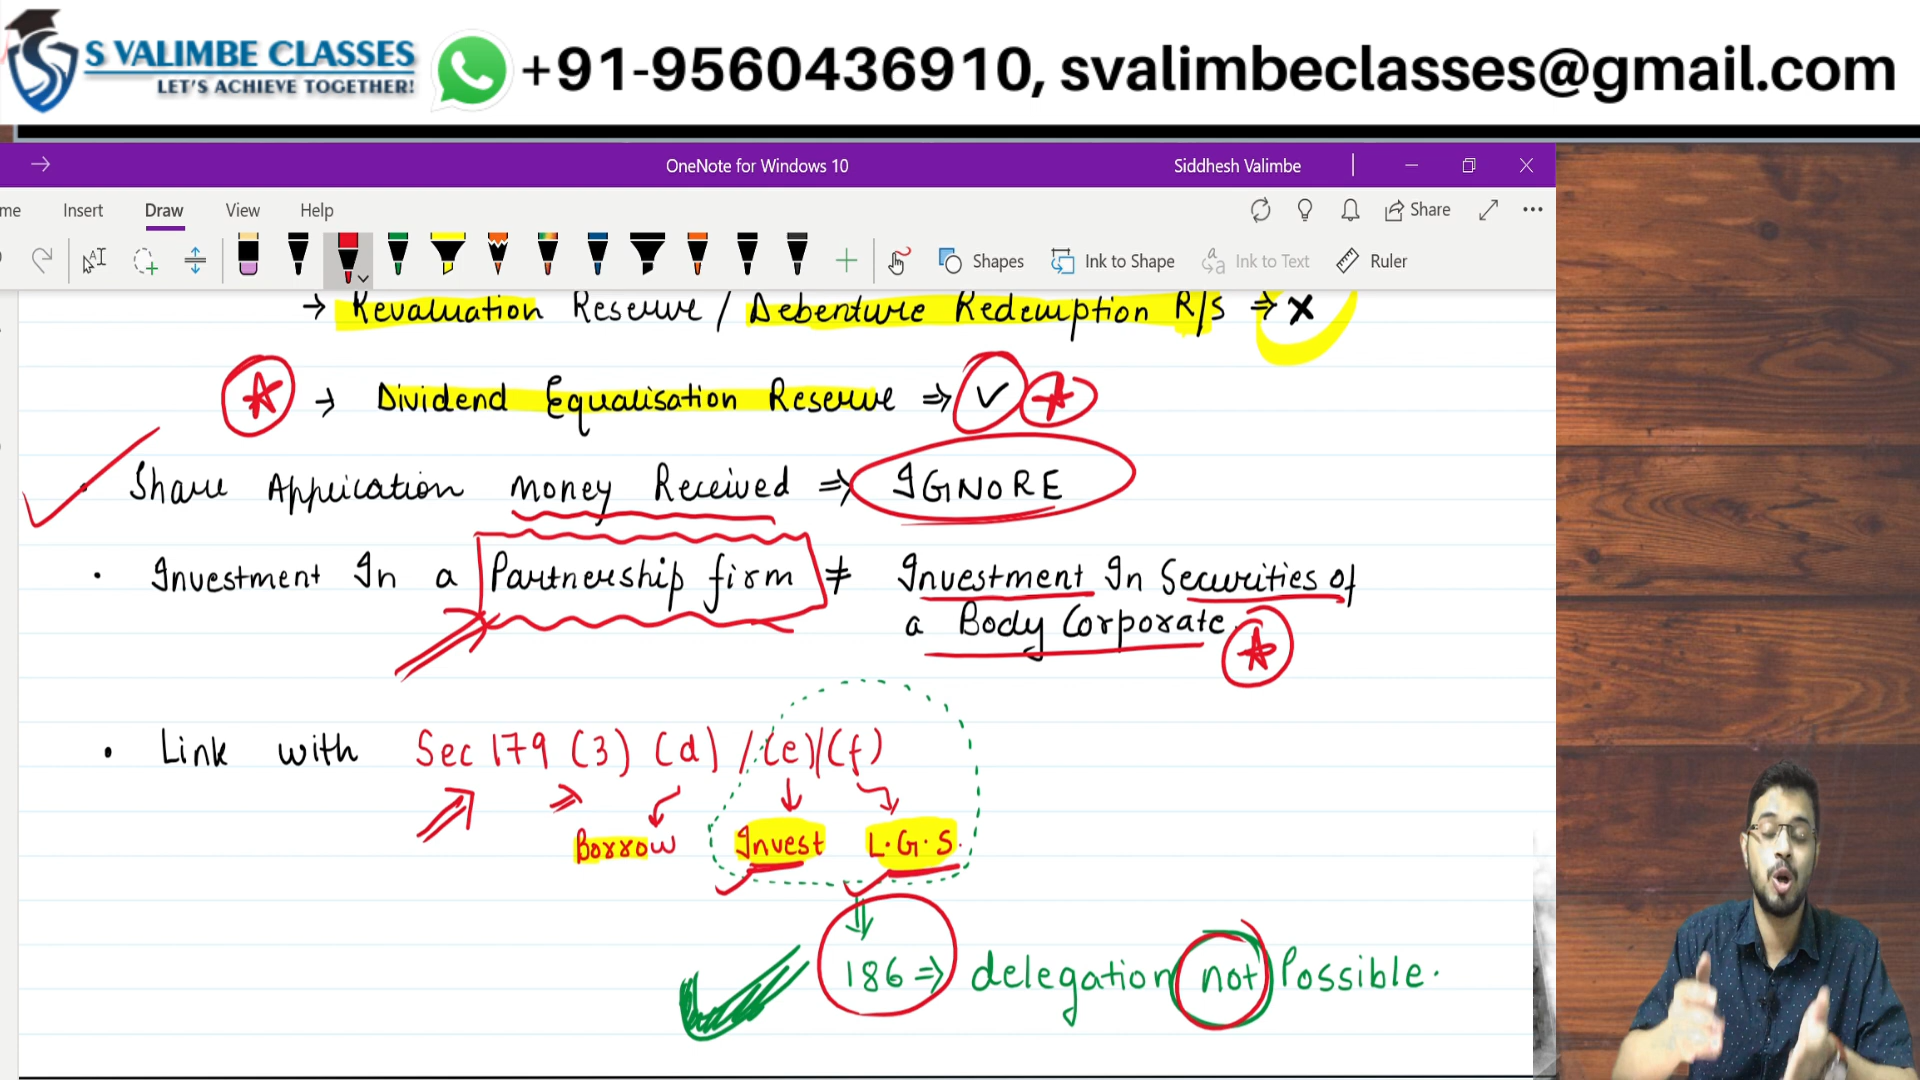 S VALIMBE CLASSES
LET'S ACHIEVE TOGETHER!
+91-9560436910, svalimbeclasses@gmail.com
OneNote for Windows 10
Siddhesh Valimbe
me Insert Draw View Help
Share
Shapes Ink to Shape Ink to Text Ruler
→ Revaluation Reserve / Debenture Redemption R/S ⇒ X
→ Dividend Equalisation Reserve ⇒ ✓
Share Application money Received ⇒ IGNORE
• Investment In a Partnership firm ≠ Investment In Securities of
a Body Corporate.
• Link with Sec 179 (3) (d) / (e)/(f)
Borrow Invest L.G.S.
186 ⇒ delegation not Possible.